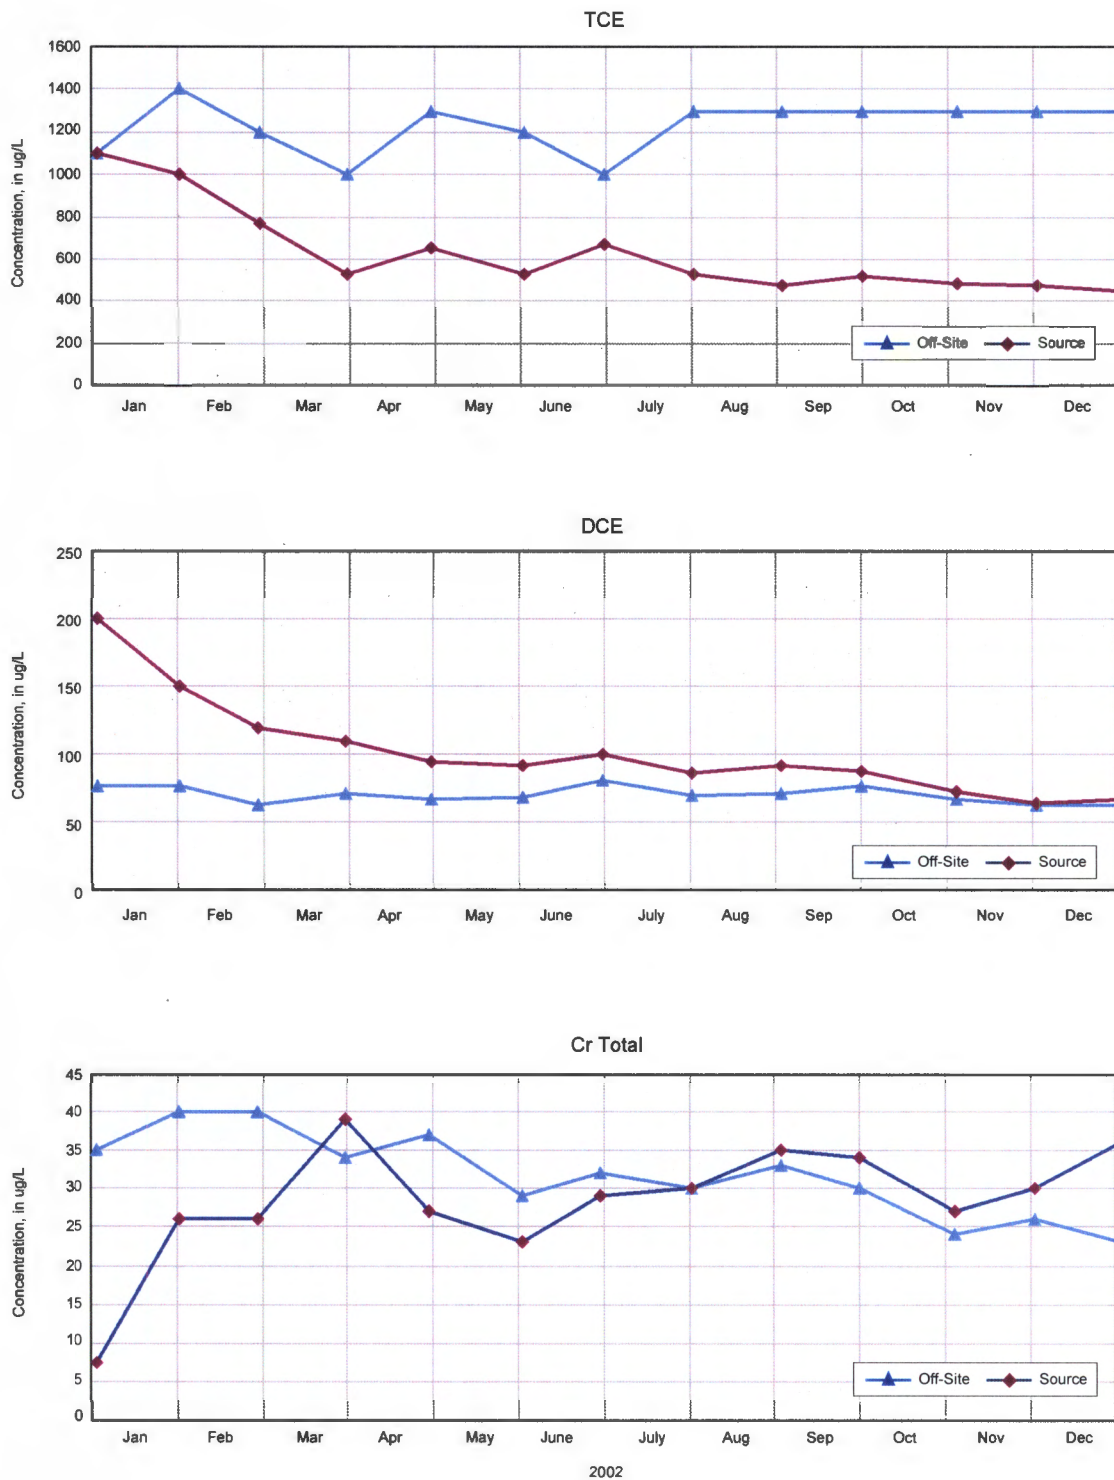 TCE
1600
1400
1200
1000
800
600
400
200
0
Concentration, in ug/L
Off-Site Source
Jan Feb Mar Apr May June July Aug Sep Oct Nov Dec
DCE
250
200
150
100
50
0
Concentration, in ug/L
Off-Site Source
Jan Feb Mar Apr May June July Aug Sep Oct Nov Dec
Cr Total
45
40
35
30
25
20
15
10
5
0
Concentration, in ug/L
Off-Site Source
Jan Feb Mar Apr May June July Aug Sep Oct Nov Dec
2002